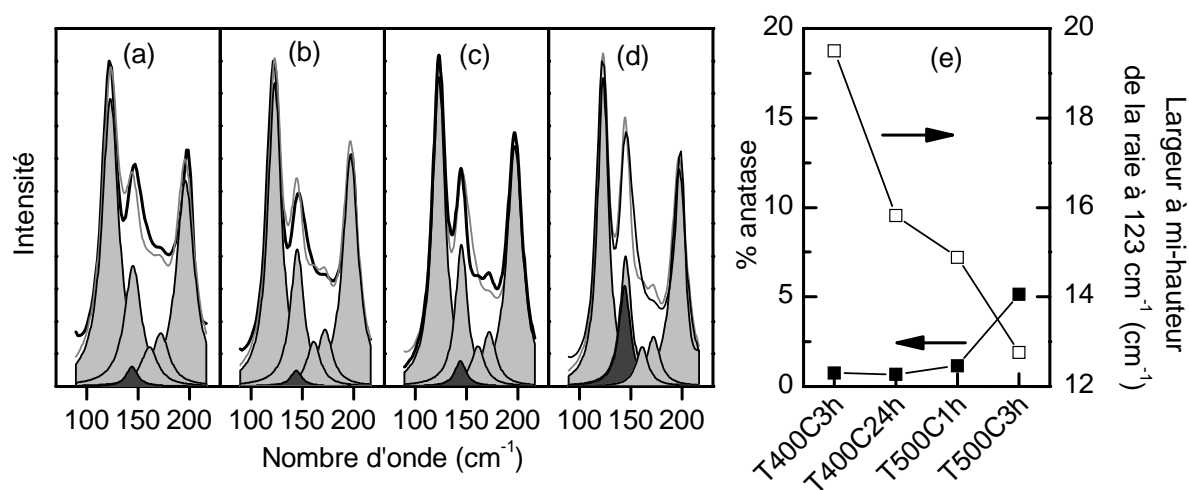 (a)
(b)
(c)
(d)
Intensité
100 150 200 100 150 200 100 150 200 100 150 200
Nombre d'onde (cm⁻¹)
(e)
20
15
10
5
0
% anatase
20
18
16
14
12
Largeur à mi-hauteur
de la raie à 123 cm⁻¹ (cm⁻¹)
T400C3h
T400C24h
T500C1h
T500C3h